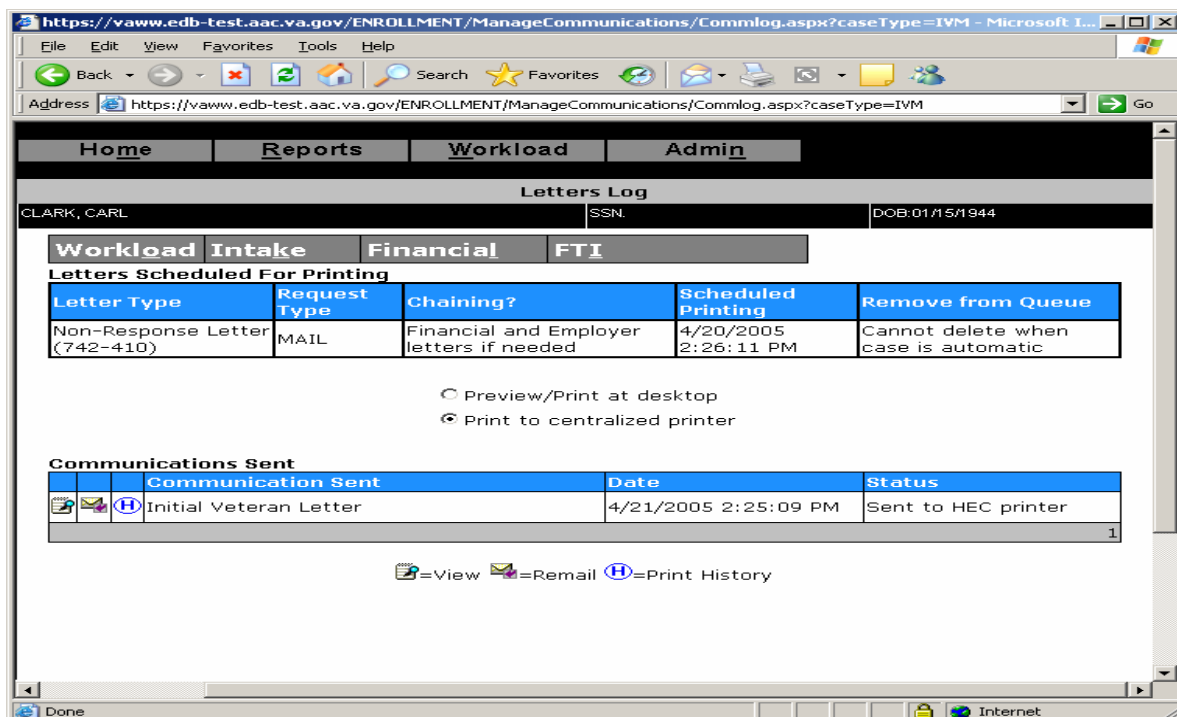 https://vaww.edb-test.aac.va.gov/ENROLLMENT/ManageCommunications/Commlog.aspx?caseType=IVM - Microsoft I...
File Edit View Favorites Tools Help
Back Search Favorites
Address https://vaww.edb-test.aac.va.gov/ENROLLMENT/ManageCommunications/Commlog.aspx?caseType=IVM Go
Home Reports Workload Admin
Letters Log
CLARK, CARL SSN. DOB:01/15/1944
Workload Intake Financial FTI
Letters Scheduled For Printing
Letter Type Request Type Chaining? Scheduled Printing Remove from Queue
Non-Response Letter (742-410) MAIL Financial and Employer letters if needed 4/20/2005 2:26:11 PM Cannot delete when case is automatic
Preview/Print at desktop
Print to centralized printer
Communications Sent
Communication Sent Date Status
H Initial Veteran Letter 4/21/2005 2:25:09 PM Sent to HEC printer
1
=View =Remail H=Print History
Done Internet